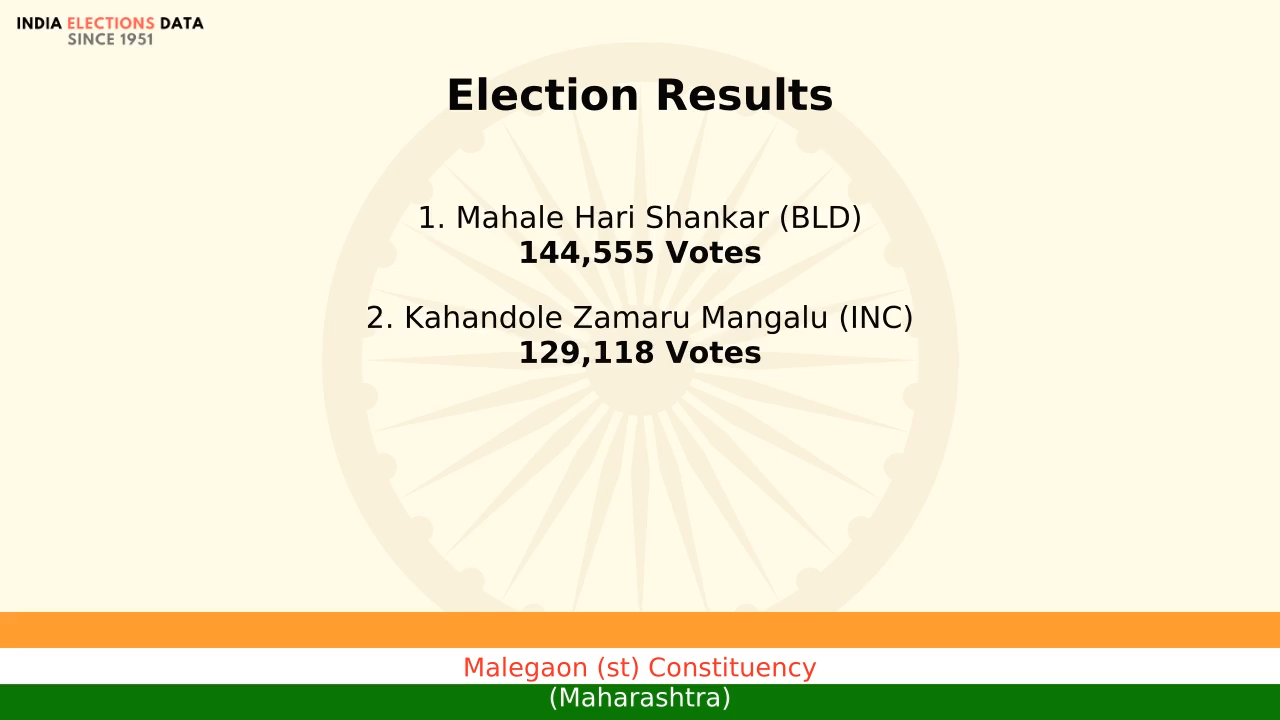 INDIA ELECTIONS DATA
SINCE 1951
Election Results
1. Mahale Hari Shankar (BLD)
144,555 Votes
2. Kahandole Zamaru Mangalu (INC)
129,118 Votes
Malegaon (st) Constituency
(Maharashtra)